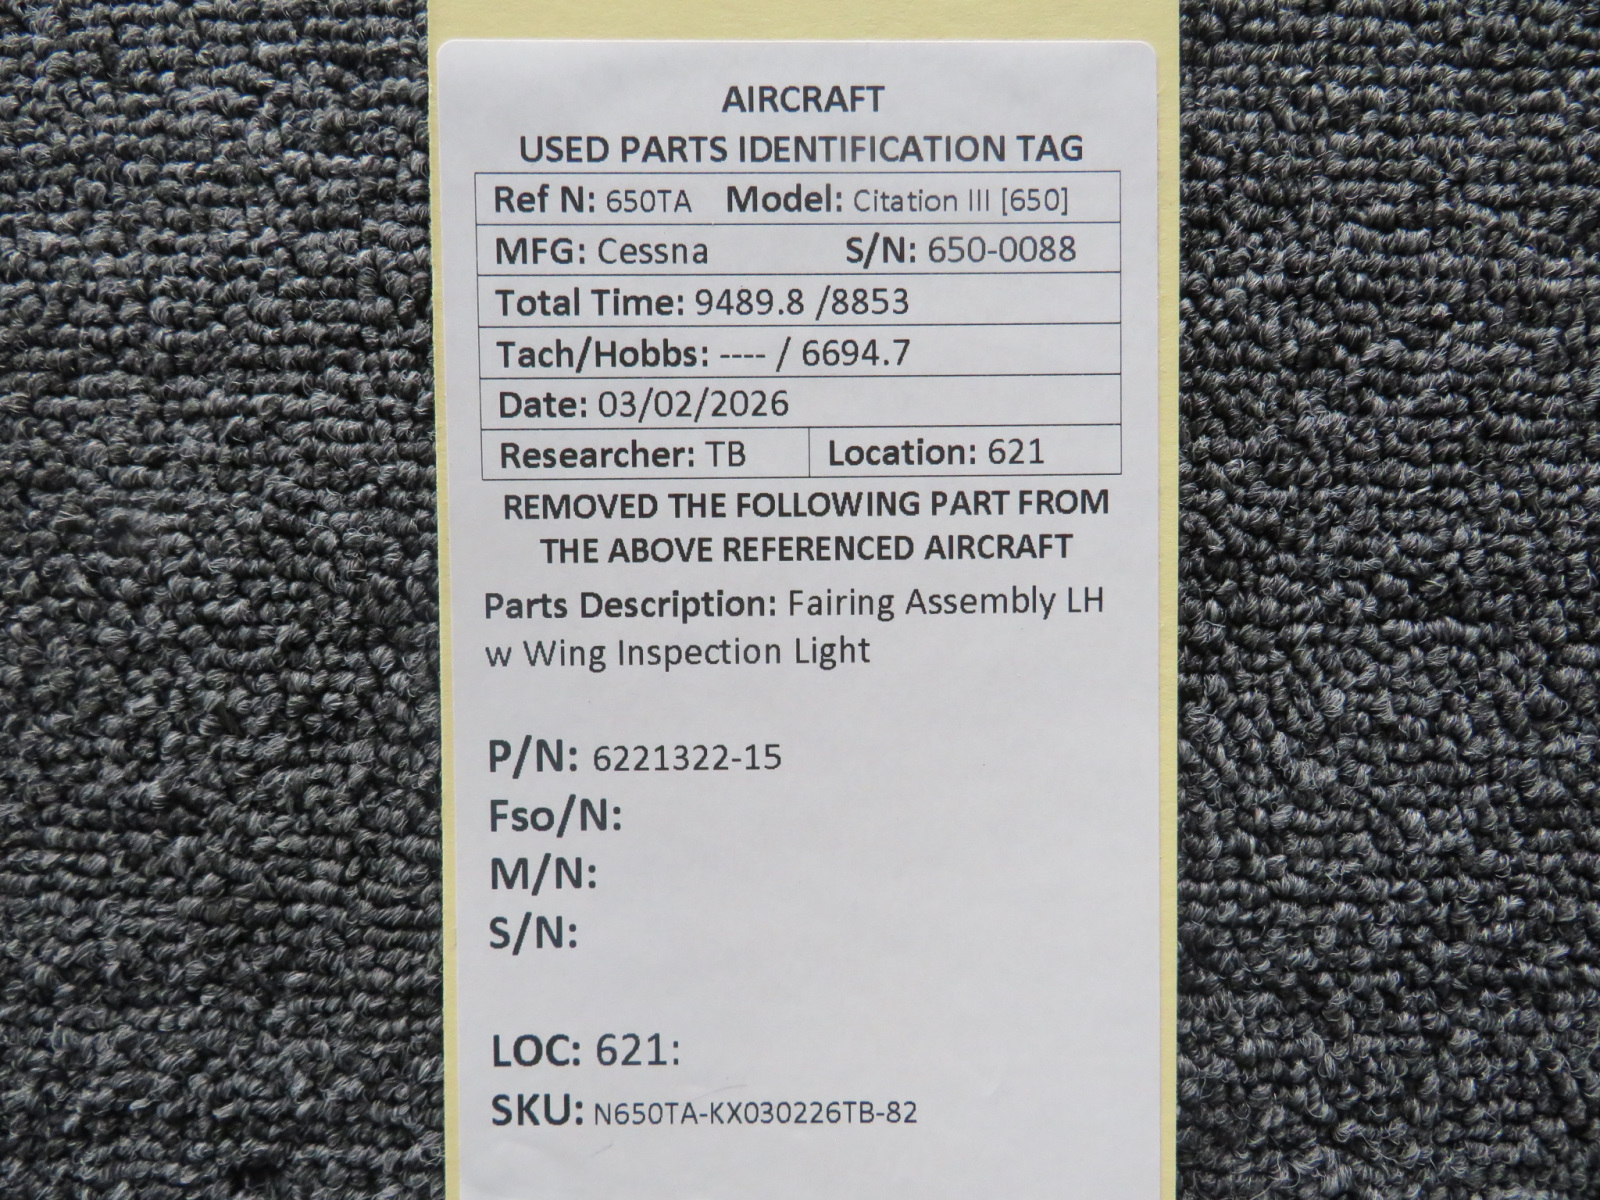 AIRCRAFT
USED PARTS IDENTIFICATION TAG
Ref N: 650TA Model: Citation III [650]
MFG: Cessna S/N: 650-0088
Total Time: 9489.8 /8853
Tach/Hobbs: ---- / 6694.7
Date: 03/02/2026
Researcher: TB Location: 621
REMOVED THE FOLLOWING PART FROM
THE ABOVE REFERENCED AIRCRAFT
Parts Description: Fairing Assembly LH
w Wing Inspection Light
P/N: 6221322-15
Fso/N:
M/N:
S/N:
LOC: 621:
SKU: N650TA-KX030226TB-82